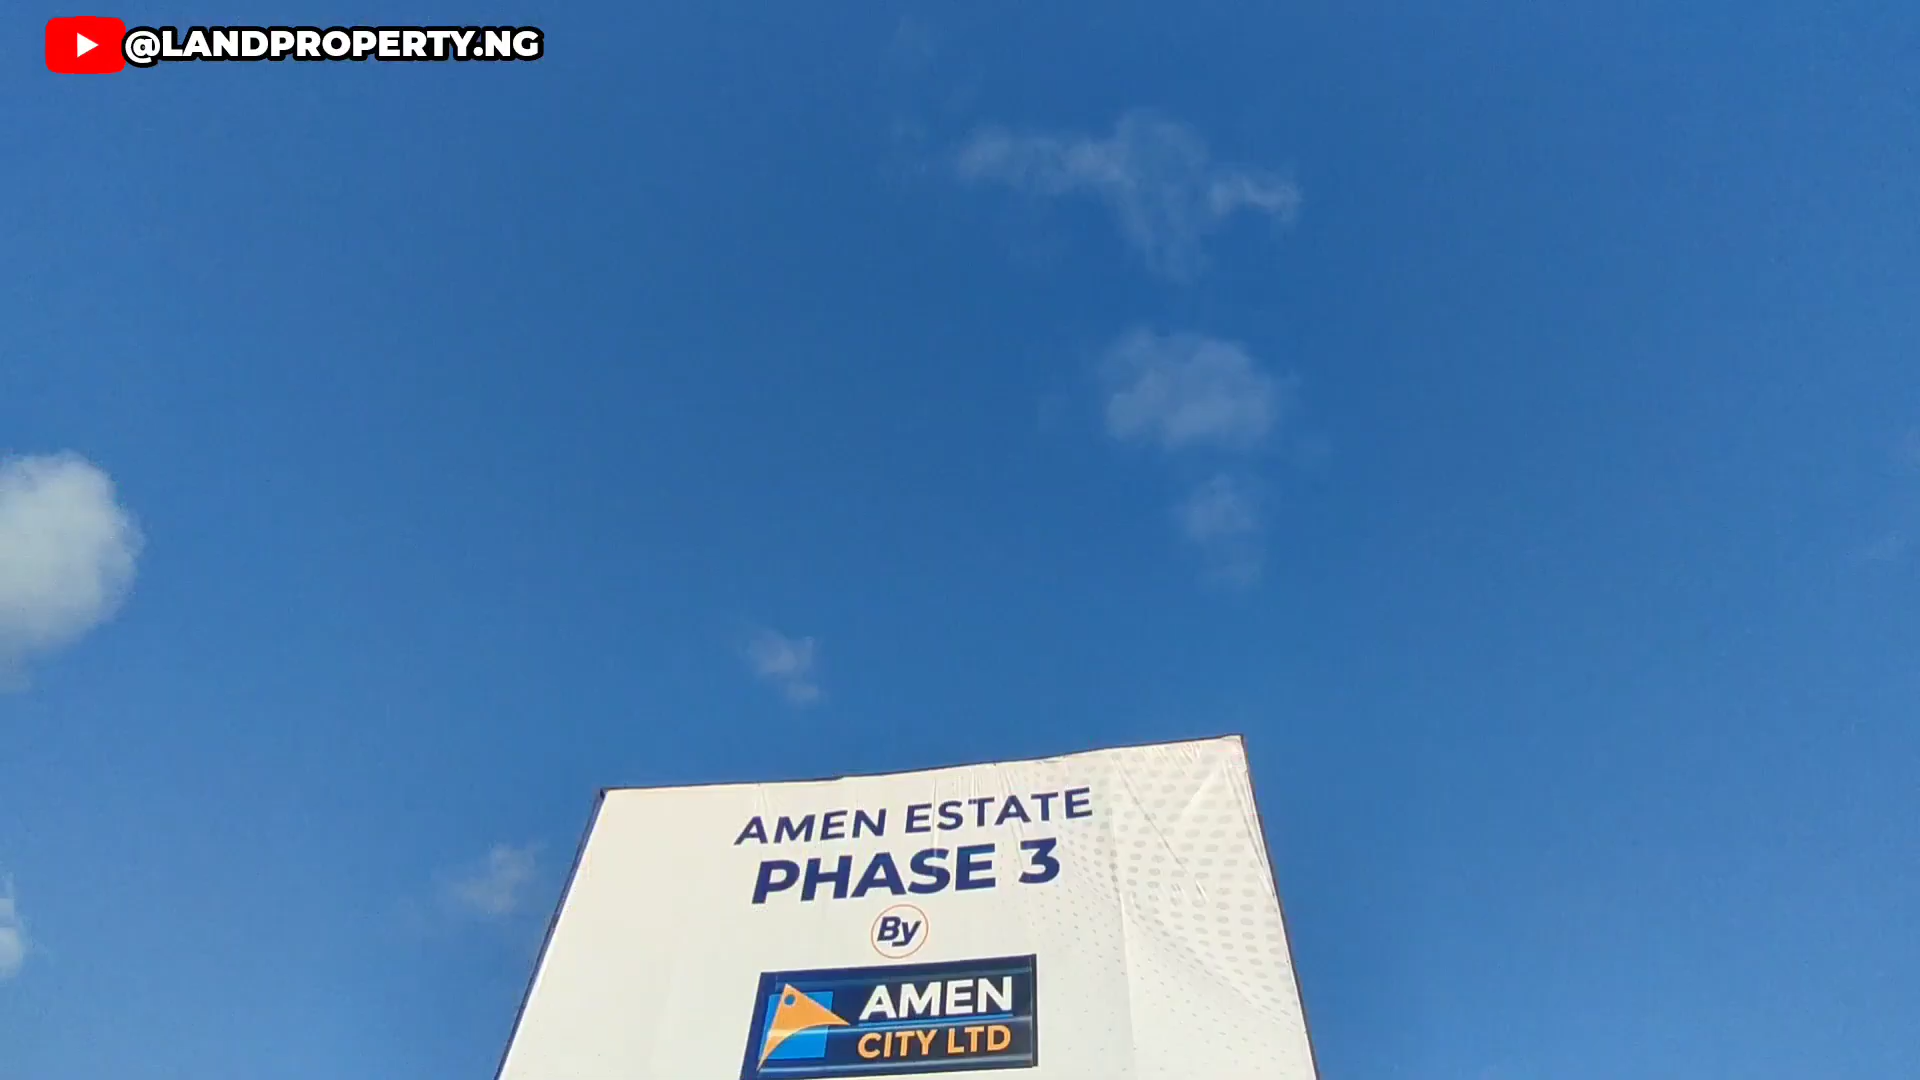 @LANDPROPERTY.NG
AMEN ESTATE
PHASE 3
By
AMEN
CITY LTD